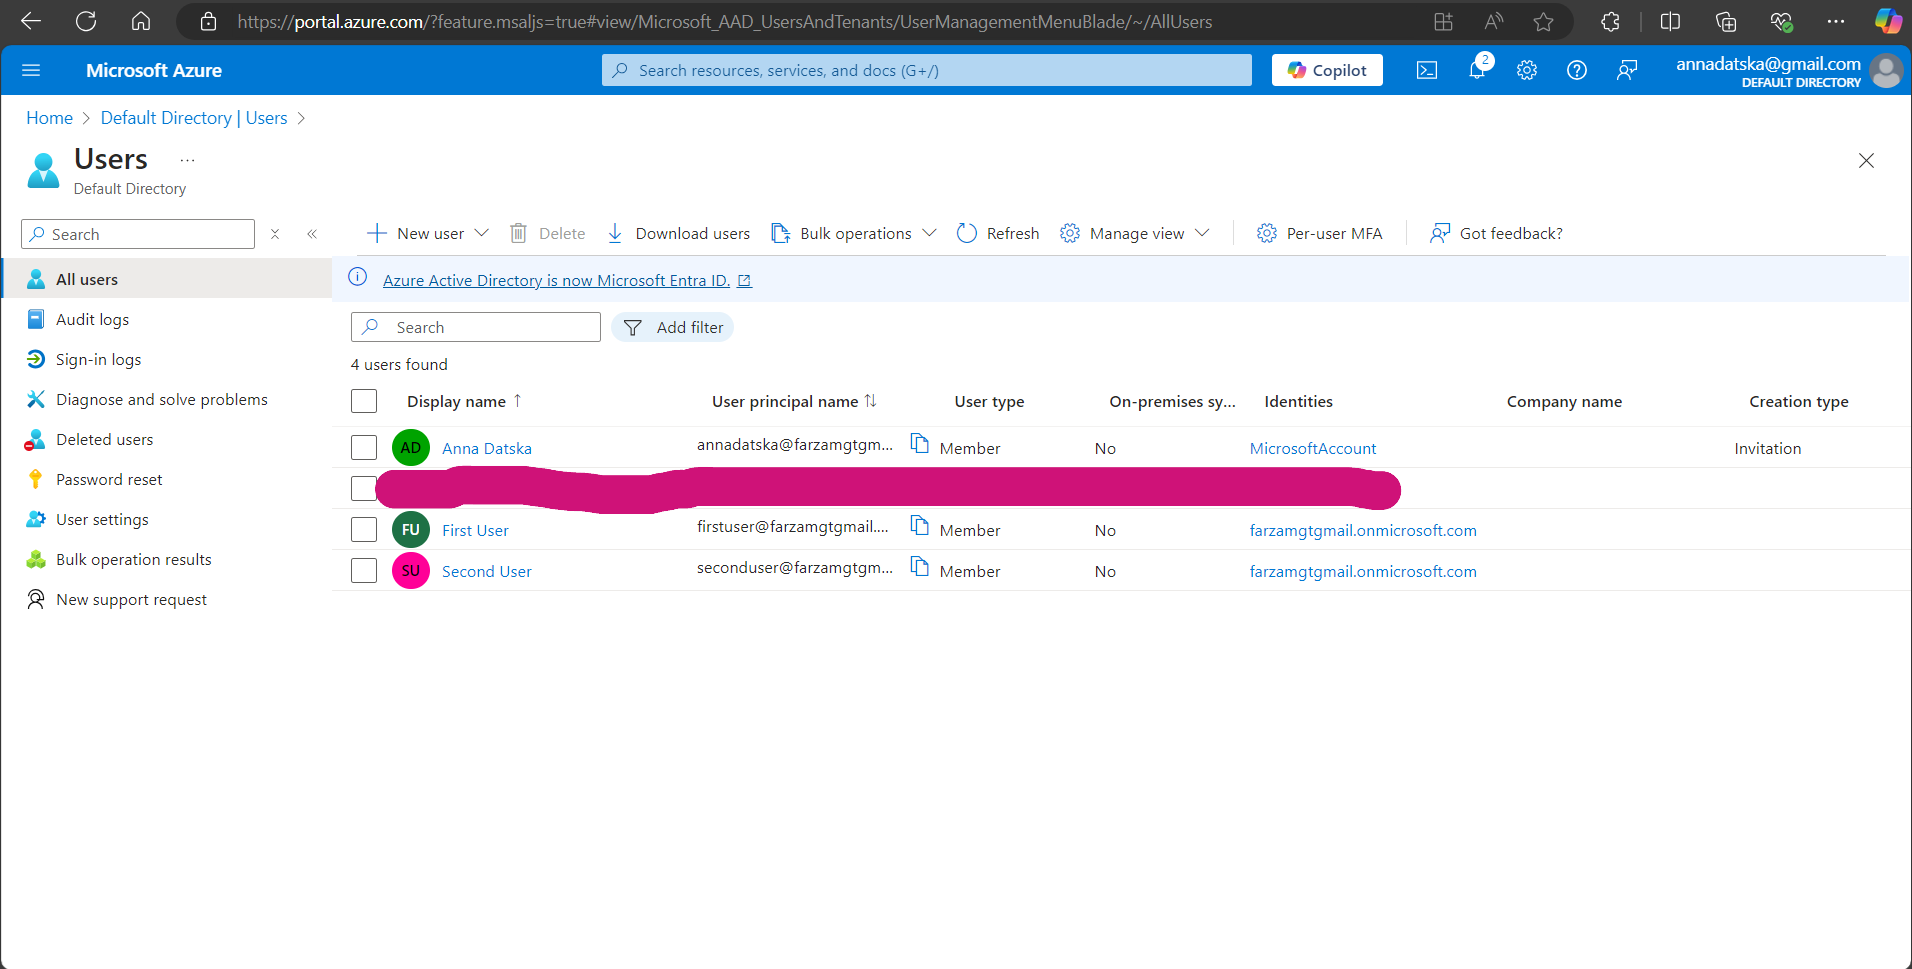 https://portal.azure.com/?feature.msaljs=true#view/Microsoft_AAD_UsersAndTenants/UserManagementMenuBlade/~/AllUsers
Microsoft Azure
Search resources, services, and docs (G+/)
Copilot
2
annadatska@gmail.com
DEFAULT DIRECTORY
Home > Default Directory | Users >
Users ...
Default Directory
Search
New user
Delete
Download users
Bulk operations
Refresh
Manage view
Per-user MFA
Got feedback?
All users
Audit logs
Sign-in logs
Diagnose and solve problems
Deleted users
Password reset
User settings
Bulk operation results
New support request
Azure Active Directory is now Microsoft Entra ID.
Search
Add filter
4 users found
Display name ↑ User principal name ↑↓ User type On-premises sy... Identities Company name Creation type
AD Anna Datska annadatska@farzamgtgm... Member No MicrosoftAccount Invitation
FU First User firstuser@farzamgtgmail.... Member No farzamgtgmail.onmicrosoft.com
SU Second User seconduser@farzamgtgm... Member No farzamgtgmail.onmicrosoft.com